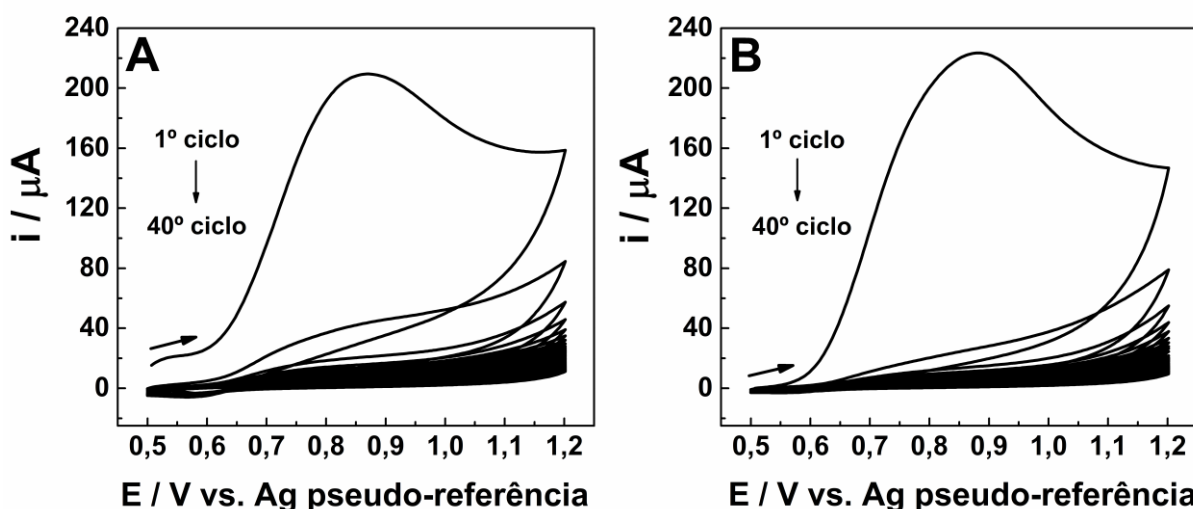 A
240
200
160
120
80
40
0
i / μA
1º ciclo
40º ciclo
0,5 0,6 0,7 0,8 0,9 1,0 1,1 1,2
E / V vs. Ag pseudo-referência
B
240
200
160
120
80
40
0
i / μA
1º ciclo
40º ciclo
0,5 0,6 0,7 0,8 0,9 1,0 1,1 1,2
E / V vs. Ag pseudo-referência